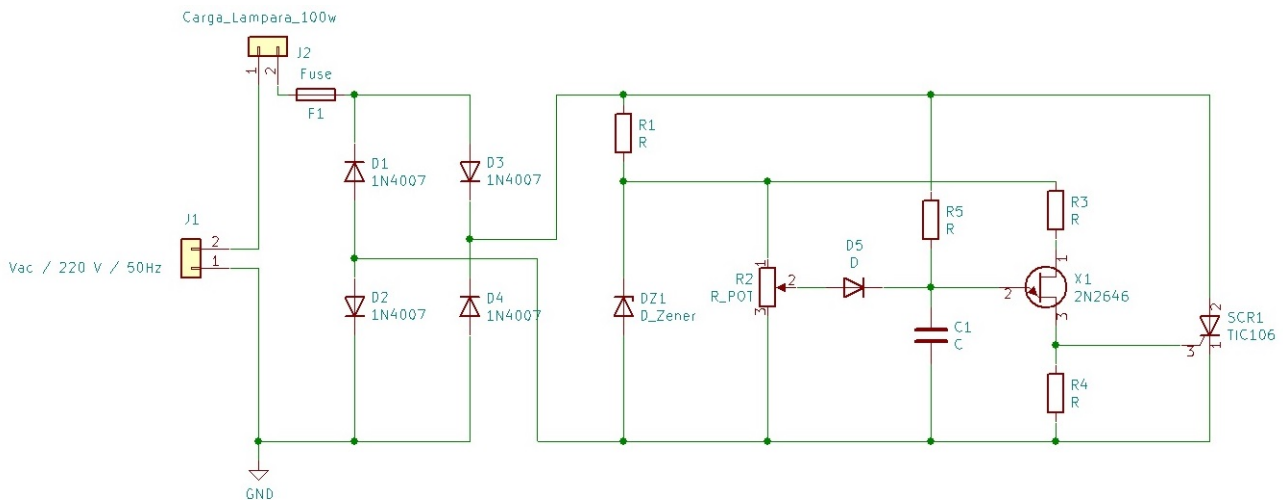 Carga_Lampara_100w
J2
1
2
Fuse
F1
D1
1N4007
D3
1N4007
J1
2
1
Vac / 220 V / 50Hz
D2
1N4007
D4
1N4007
GND
R1
R
DZ1
D_Zener
R2
R_POT
1
2
3
D5
D
R5
R
C1
C
R3
R
1
2
3
X1
2N2646
R4
R
2
1
3
SCR1
TIC106